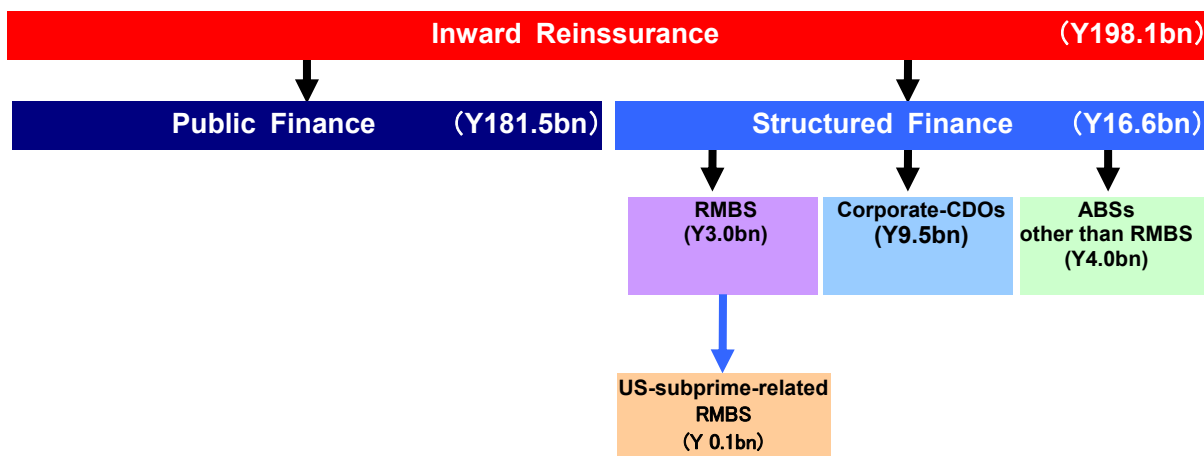 Inward Reinssurance （Y198.1bn）
Public Finance （Y181.5bn） Structured Finance （Y16.6bn）
RMBS
(Y3.0bn)
Corporate-CDOs
(Y9.5bn)
ABSs
other than RMBS
(Y4.0bn)
US-subprime-related
RMBS
(Y 0.1bn)